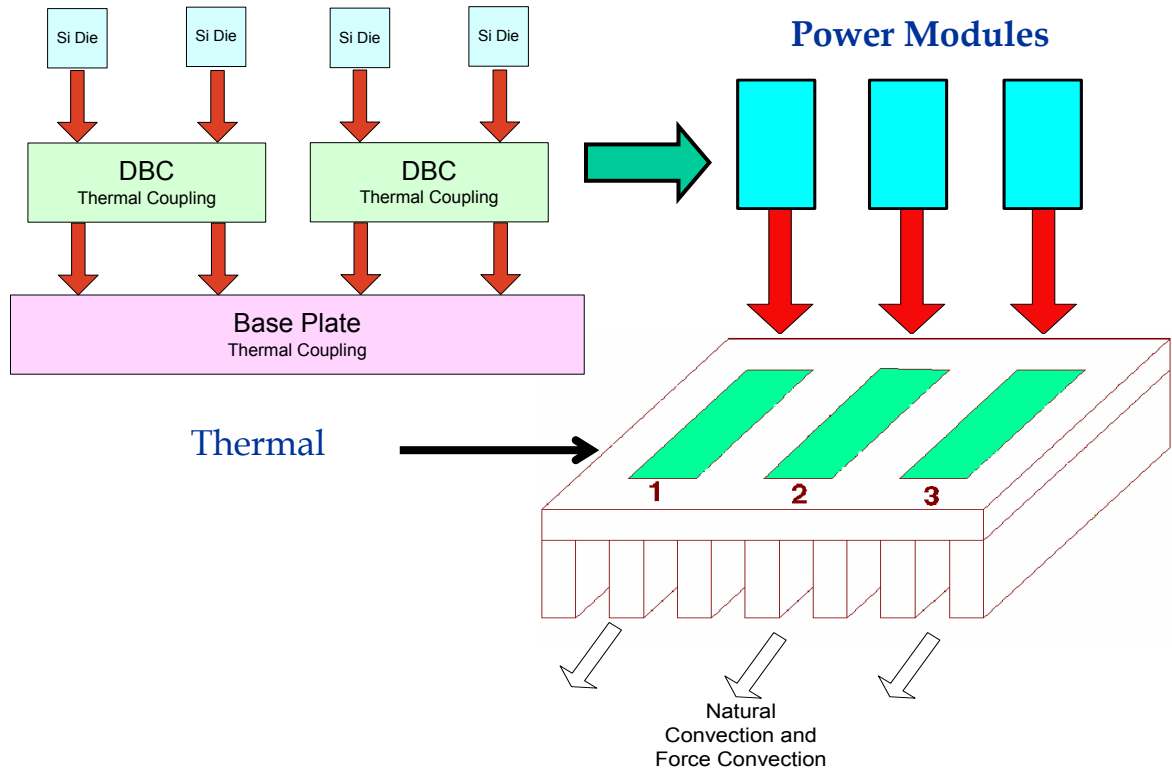 Si Die
Si Die
Si Die
Si Die
Power Modules
DBC
Thermal Coupling
DBC
Thermal Coupling
Base Plate
Thermal Coupling
Thermal
1
2
3
Natural
Convection and
Force Convection